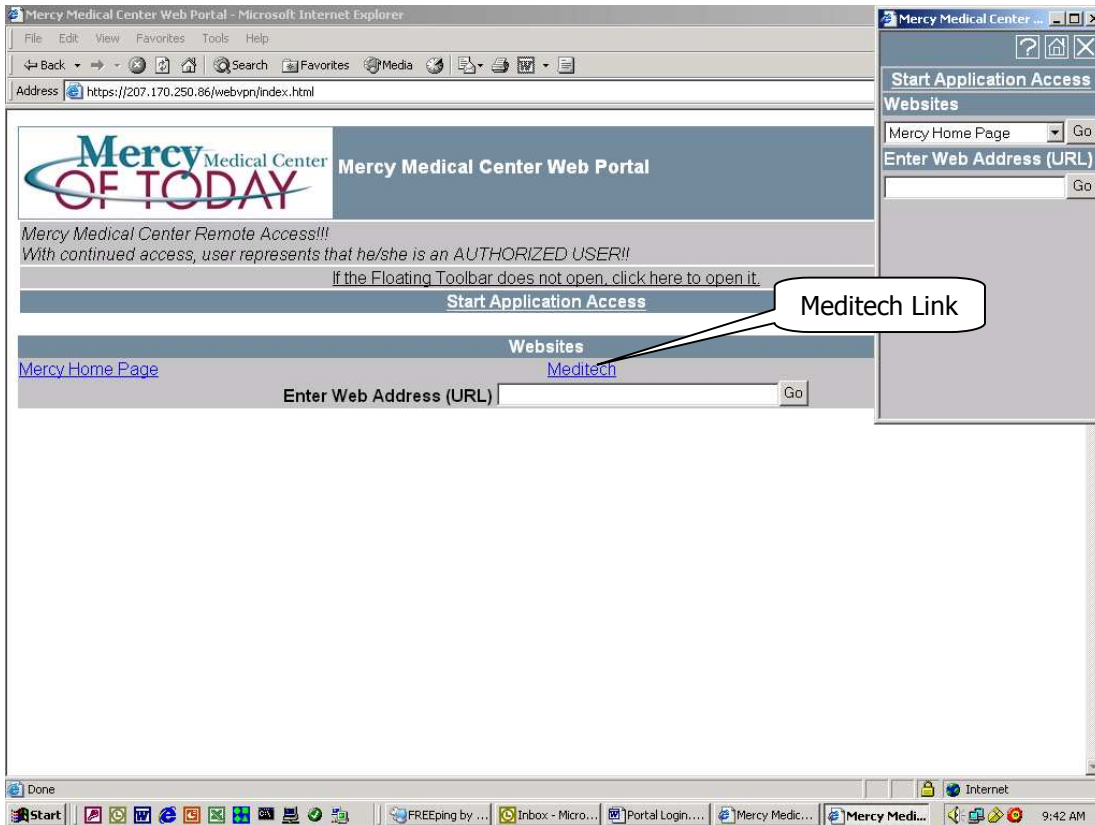 Mercy Medical Center Web Portal - Microsoft Internet Explorer
File Edit View Favorites Tools Help
Back Search Favorites Media
Address https://207.170.250.86/webvpn/index.html
Mercy Medical Center
OF TODAY
Mercy Medical Center Web Portal
Mercy Medical Center Remote Access!!!
With continued access, user represents that he/she is an AUTHORIZED USER!!
If the Floating Toolbar does not open, click here to open it.
Start Application Access
Websites
Mercy Home Page Meditech
Enter Web Address (URL) Go
Meditech Link
Mercy Medical Center ...
Start Application Access
Websites
Mercy Home Page Go
Enter Web Address (URL)
Go
Done Internet
Start FREEping by ... Inbox - Micro... Portal Login.... Mercy Medic... Mercy Medi... 9:42 AM